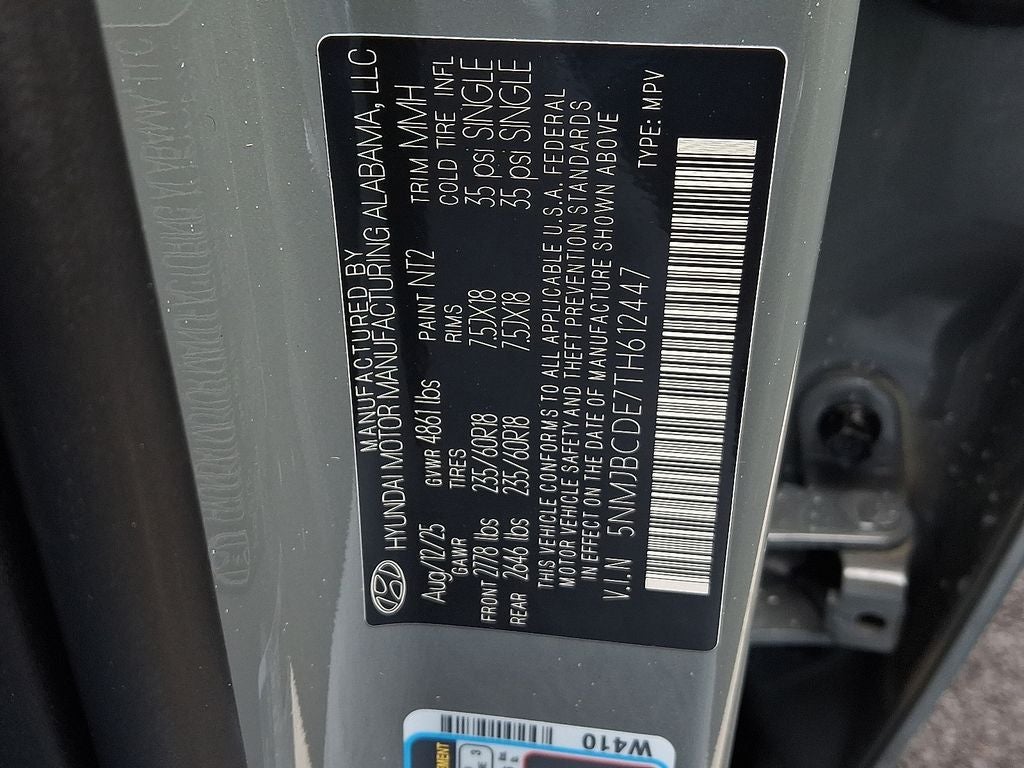 MANUFACTURED BY
HYUNDAI MOTOR MANUFACTURING ALABAMA, LLC
Aug/12/25 GVWR 4861 lbs PAINT NT2 TRIM MMH
GAWR TIRES RIMS COLD TIRE INFL
FRONT 2778 lbs 235/60R18 7.5JX18 35 psi SINGLE
REAR 2646 lbs 235/60R18 7.5JX18 35 psi SINGLE
THIS VEHICLE CONFORMS TO ALL APPLICABLE U.S.A. FEDERAL
MOTOR VEHICLE SAFETY AND THEFT PREVENTION STANDARDS
IN EFFECT ON THE DATE OF MANUFACTURE SHOWN ABOVE
V.I.N 5NMJBCDE7TH612447
TYPE: MPV
W410